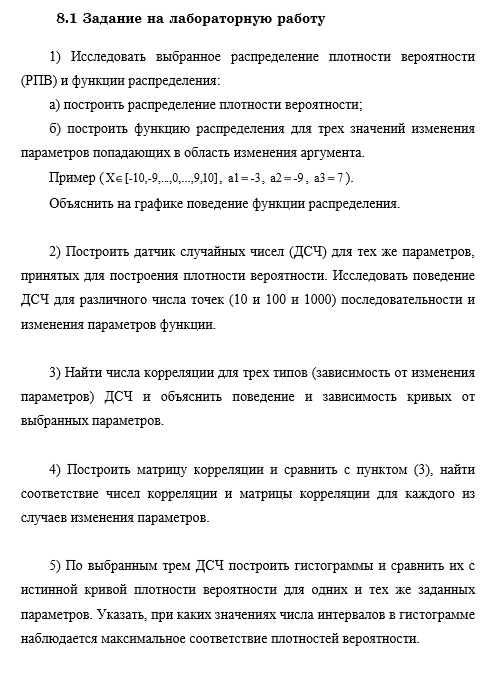 8.1 Задание на лабораторную работу
1) Исследовать выбранное распределение плотности вероятности
(РПВ) и функции распределения:
а) построить распределение плотности вероятности;
б) построить функцию распределения для трех значений изменения
параметров попадающих в область изменения аргумента.
Пример ( X∈[-10,-9,...,0,...,9,10] , a1= -3, a2= -9 , a3= 7 ).
Объяснить на графике поведение функции распределения.
2) Построить датчик случайных чисел (ДСЧ) для тех же параметров,
принятых для построения плотности вероятности. Исследовать поведение
ДСЧ для различного числа точек (10 и 100 и 1000) последовательности и
изменения параметров функции.
3) Найти числа корреляции для трех типов (зависимость от изменения
параметров) ДСЧ и объяснить поведение и зависимость кривых от
выбранных параметров.
4) Построить матрицу корреляции и сравнить с пунктом (3), найти
соответствие чисел корреляции и матрицы корреляции для каждого из
случаев изменения параметров.
5) По выбранным трем ДСЧ построить гистограммы и сравнить их с
истинной кривой плотности вероятности для одних и тех же заданных
параметров. Указать, при каких значениях числа интервалов в гистограмме
наблюдается максимальное соответствие плотностей вероятности.